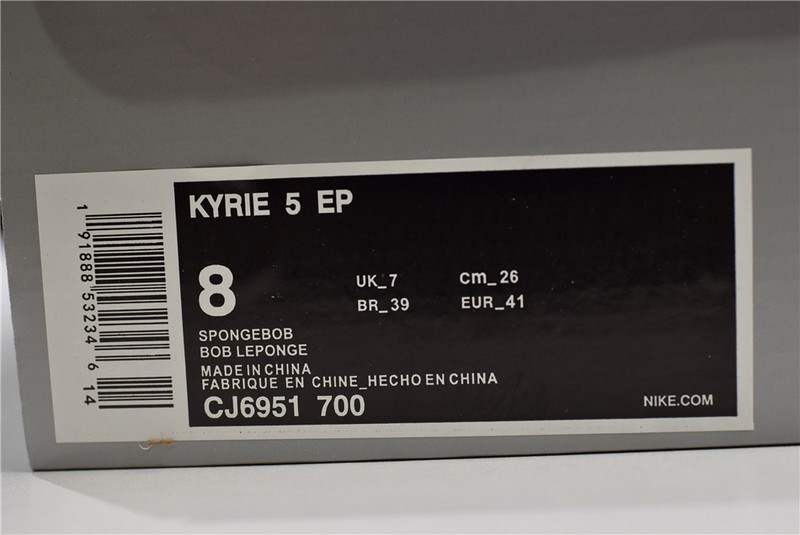 KYRIE 5 EP
8
UK_7 cm_26
BR_39 EUR_41
SPONGEBOB
BOB LEPONGE
MADE IN CHINA
FABRIQUE EN CHINE_HECHO EN CHINA
CJ6951 700
NIKE.COM
1 91888 53234 6 14